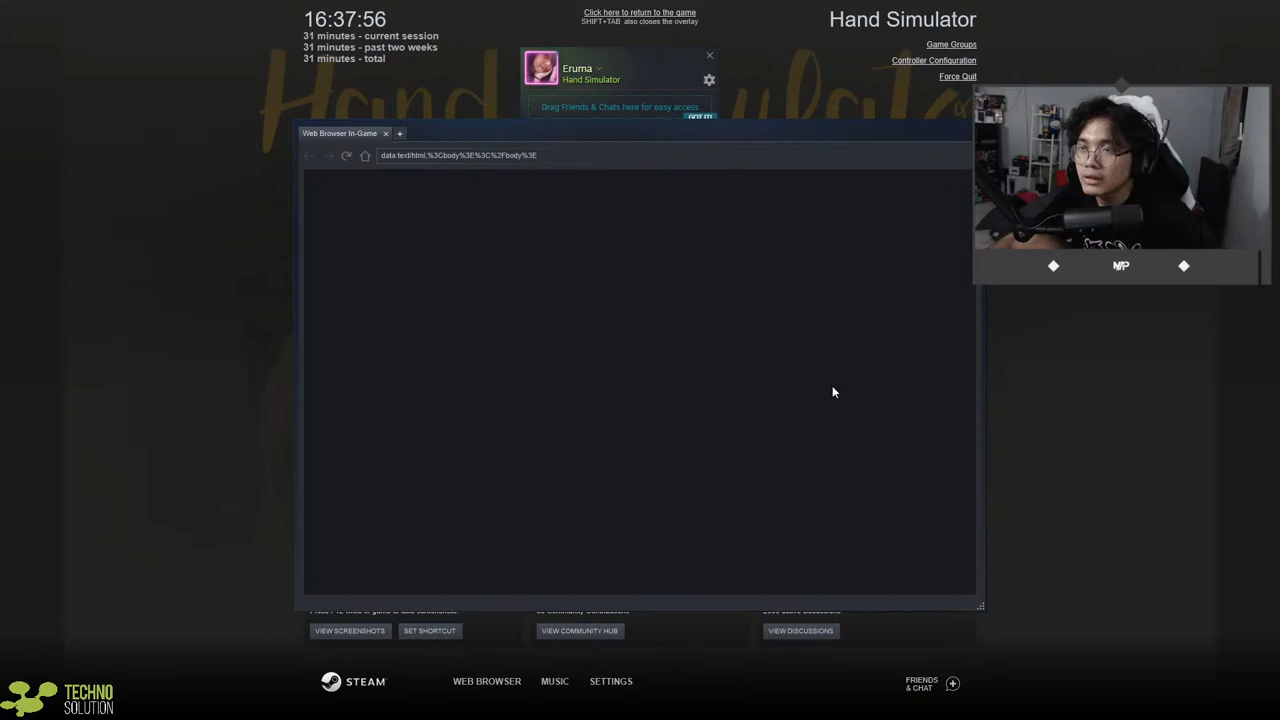 16:37:56
31 minutes - current session
31 minutes - past two weeks
31 minutes - total
Click here to return to the game
SHIFT+TAB also closes the overlay
Hand Simulator
Game Groups
Controller Configuration
Force Quit
Eruma
Hand Simulator
Drag Friends & Chats here for easy access
GOT IT!
Web Browser In-Game
data:text/html,%3Cbody%3E%3C%2Fbody%3E
VIEW SCREENSHOTS
SET SHORTCUT
VIEW COMMUNITY HUB
VIEW DISCUSSIONS
STEAM
WEB BROWSER
MUSIC
SETTINGS
FRIENDS
& CHAT
TECHNO
SOLUTION